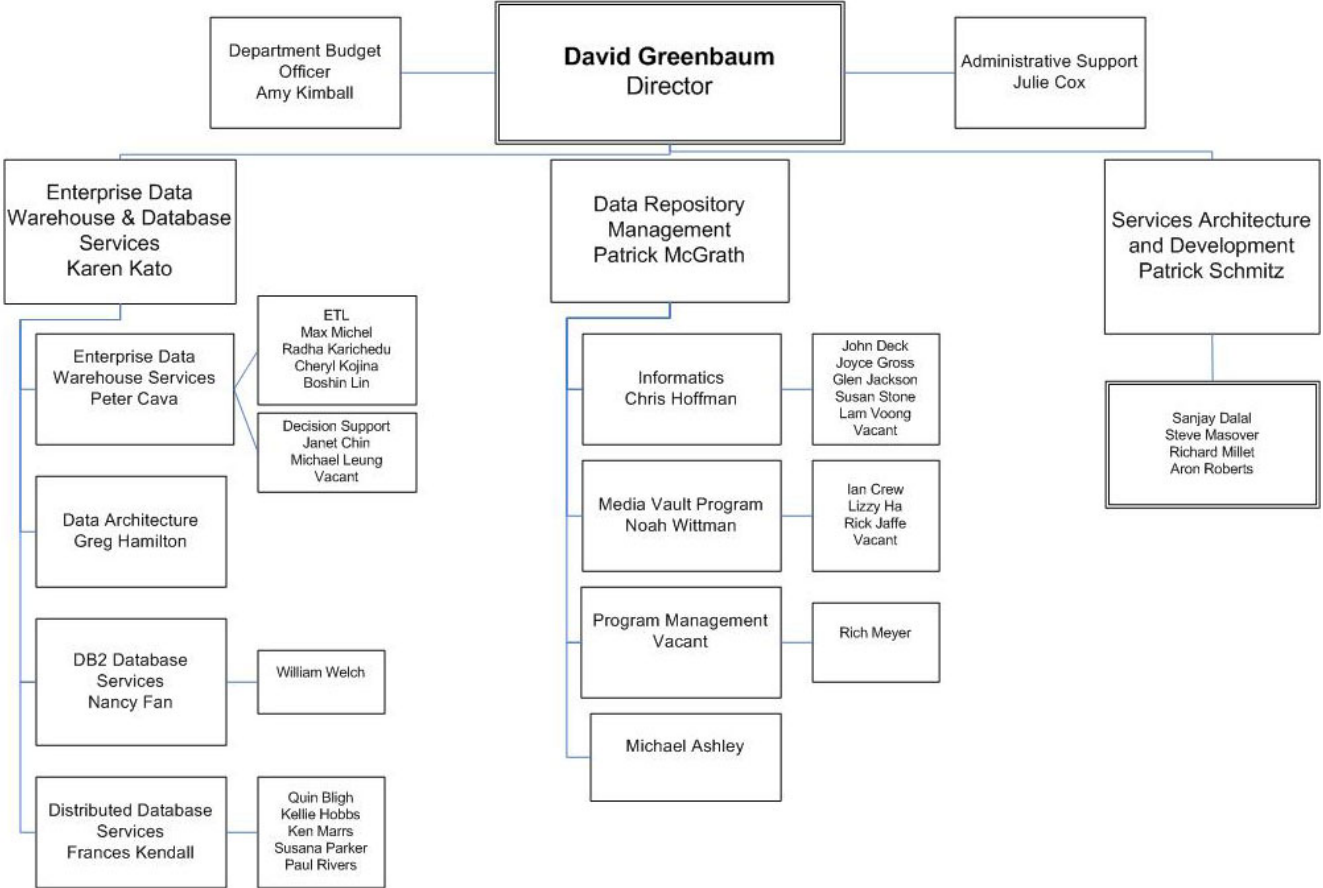 Department Budget
Officer
Amy Kimball
David Greenbaum
Director
Administrative Support
Julie Cox
Enterprise Data
Warehouse & Database
Services
Karen Kato
Data Repository
Management
Patrick McGrath
Services Architecture
and Development
Patrick Schmitz
Enterprise Data
Warehouse Services
Peter Cava
ETL
Max Michel
Radha Karichedu
Cheryl Kojina
Boshin Lin
Decision Support
Janet Chin
Michael Leung
Vacant
Data Architecture
Greg Hamilton
DB2 Database
Services
Nancy Fan
William Welch
Distributed Database
Services
Frances Kendall
Quin Bligh
Kellie Hobbs
Ken Marrs
Susana Parker
Paul Rivers
Informatics
Chris Hoffman
John Deck
Joyce Gross
Glen Jackson
Susan Stone
Lam Voong
Vacant
Media Vault Program
Noah Wittman
Ian Crew
Lizzy Ha
Rick Jaffe
Vacant
Program Management
Vacant
Rich Meyer
Michael Ashley
Sanjay Dalal
Steve Masover
Richard Millet
Aron Roberts